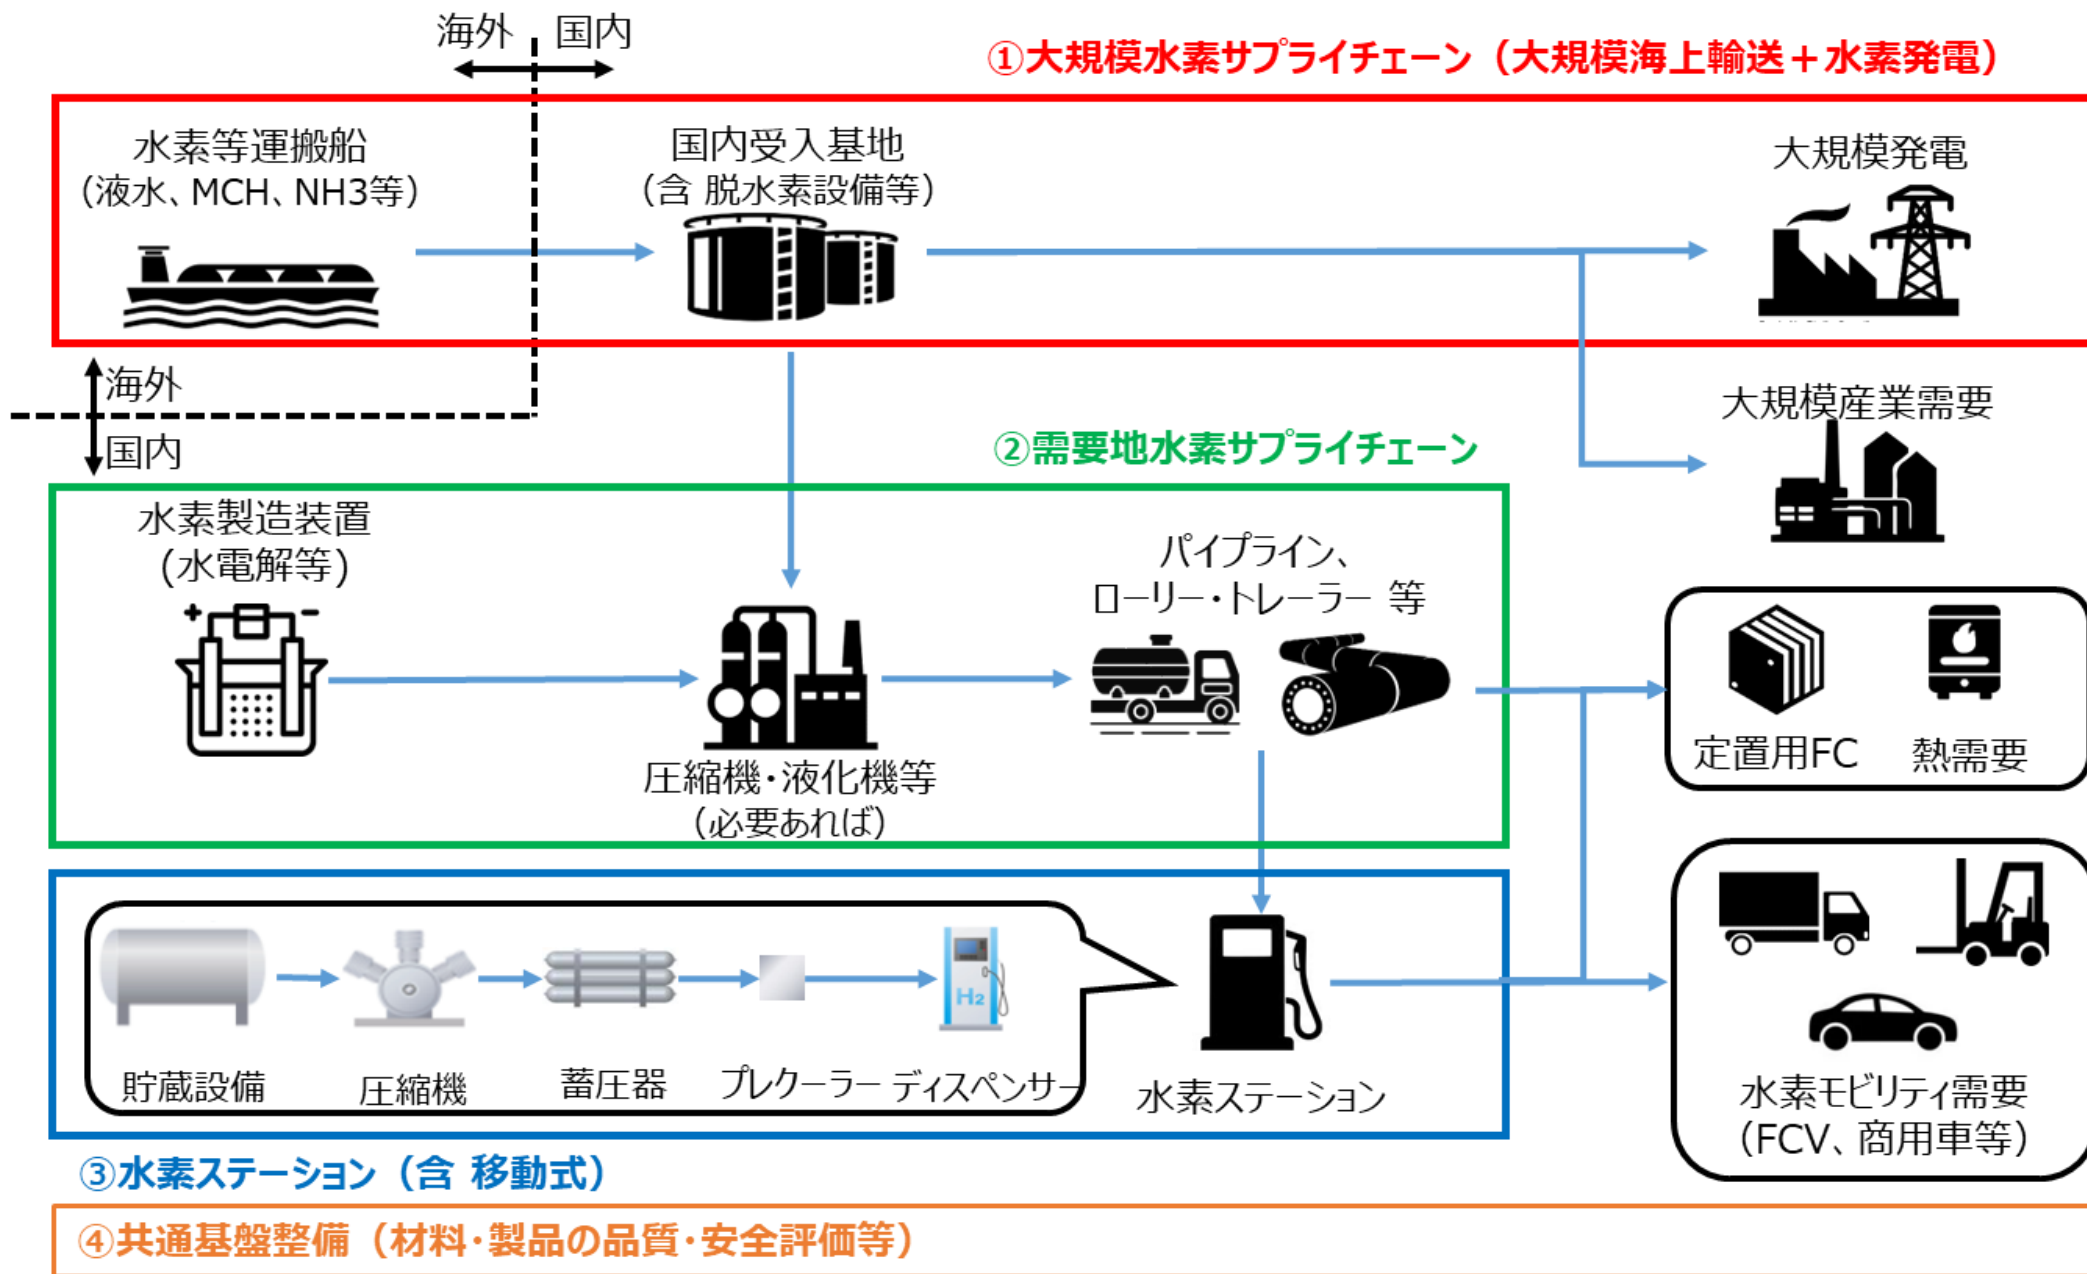 海外
国内
①大規模水素サプライチェーン（大規模海上輸送＋水素発電）
水素等運搬船
（液水、MCH、NH3等）
国内受入基地
（含 脱水素設備等）
大規模発電
海外
国内
大規模産業需要
②需要地水素サプライチェーン
水素製造装置
(水電解等)
パイプライン、
ローリー・トレーラー 等
圧縮機・液化機等
（必要あれば）
定置用FC
熱需要
H2
貯蔵設備
圧縮機
蓄圧器
プレクーラー
ディスペンサー
水素ステーション
水素モビリティ需要
（FCV、商用車等）
③水素ステーション（含 移動式）
④共通基盤整備（材料・製品の品質・安全評価等）